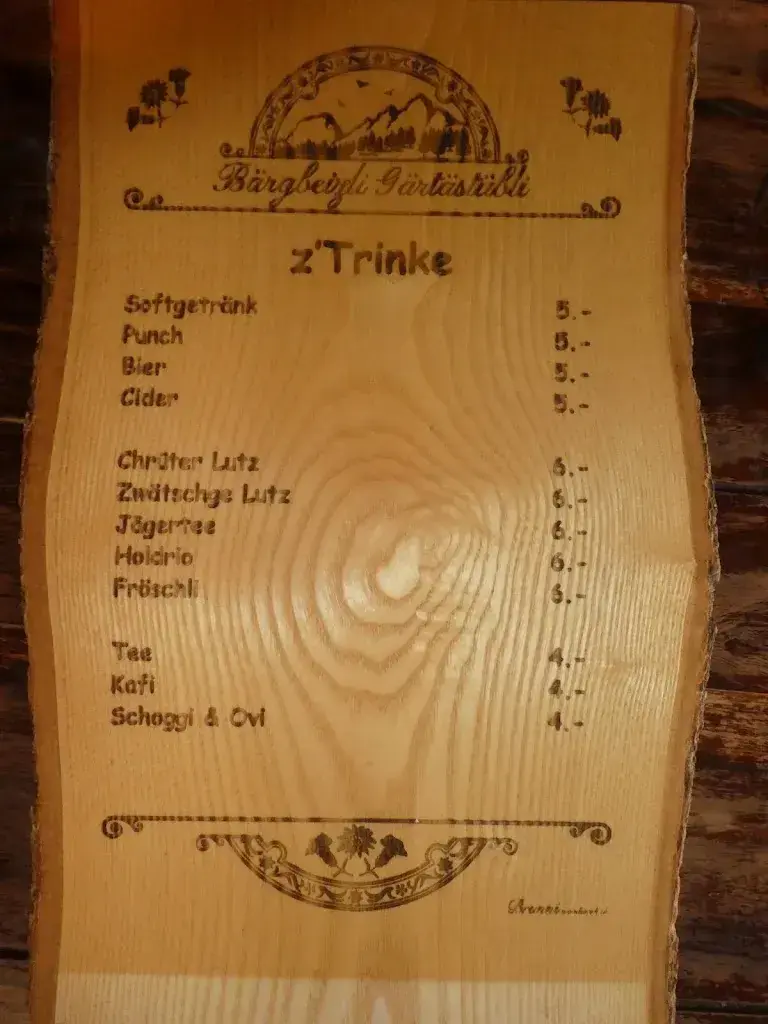 Bärgbeizli Gärtästübli
z'Trinke
Softgetränk 5.-
Punch 5.-
Bier 5.-
Cider 5.-
Chrüter Lutz 6.-
Zwätschge Lutz 6.-
Jägertee 6.-
Holdrio 6.-
Fröschli 6.-
Tee 4.-
Kafi 4.-
Schoggi & Ovi 4.-